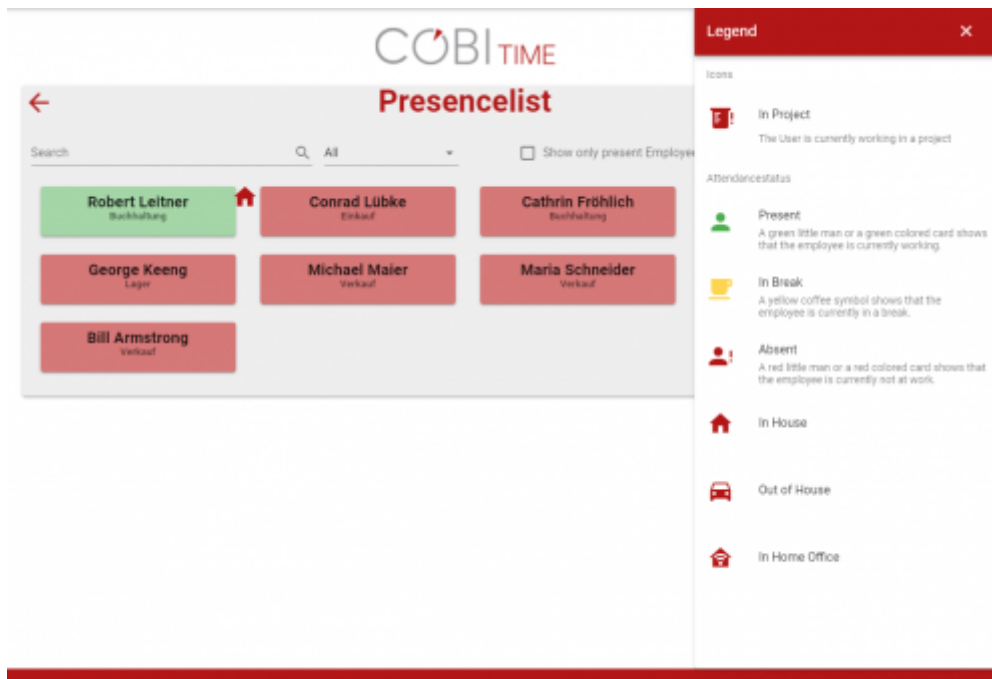 COBI TIME
Presencelist
Search
All
Show only present Employee
Robert Leitner
Buchhaltung
Conrad Lübke
Einkauf
Cathrin Fröhlich
Buchhaltung
George Keeng
Lager
Michael Maier
Verkauf
Maria Schneider
Verkauf
Bill Armstrong
Verkauf
Legend
Icons
In Project
The User is currently working in a project
Attendancestatus
Present
A green little man or a green colored card shows
that the employee is currently working.
In Break
A yellow coffee symbol shows that the
employee is currently in a break.
Absent
A red little man or a red colored card shows that
the employee is currently not at work.
In House
Out of House
In Home Office